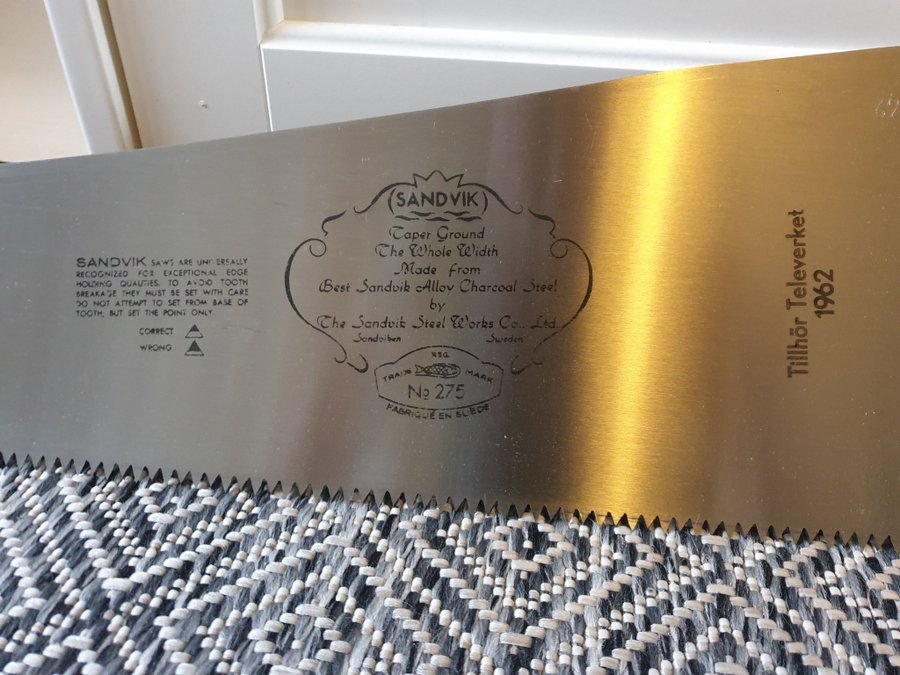 SANDVIK SAWS ARE UNIVERSALLY
RECOGNIZED FOR EXCEPTIONAL EDGE
HOLDING QUALITIES. TO AVOID TOOTH
BREAKAGE THEY MUST BE SET WITH CARE
DO NOT ATTEMPT TO SET FROM BASE OF
TOOTH, BUT SET THE POINT ONLY.
CORRECT
WRONG
SANDVIK
Taper Ground
The Whole Width
Made from
Best Sandvik Alloy Charcoal Steel
by
The Sandvik Steel Works Co., Ltd.
Sandviken Sweden
REG.
TRADE MARK
No 275
FABRIQUÉ EN SUÈDE
Tillhör Televerket
1962